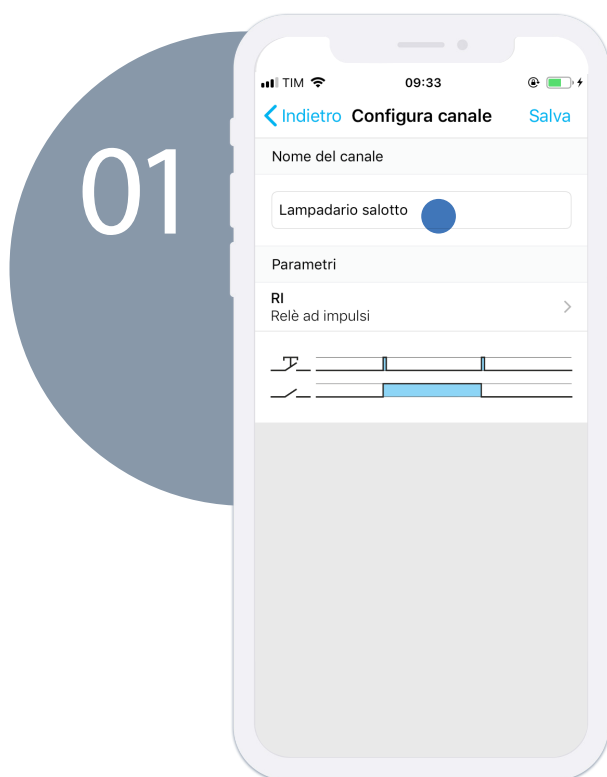 01
TIM 09:33
Indietro Configura canale Salva
Nome del canale
Lampadario salotto
Parametri
RI
Relè ad impulsi